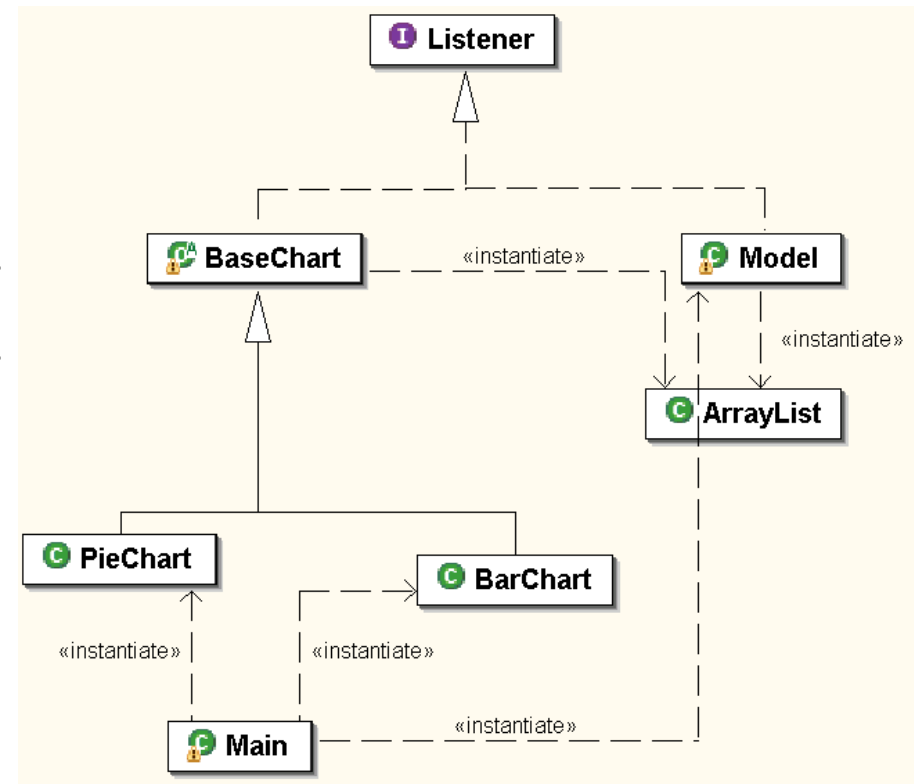 I Listener
C BaseChart
«instantiate»
C Model
«instantiate»
C ArrayList
C PieChart
C BarChart
«instantiate»
«instantiate»
«instantiate»
C Main